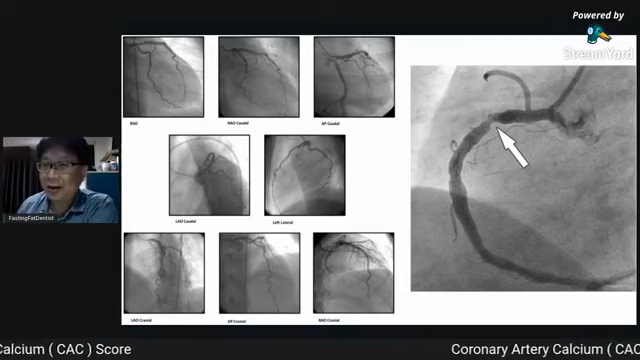 Powered by
StreamYard
RAO
RAO Caudal
AP Caudal
LAO Caudal
Left Lateral
FastingFatDentist
LAO Cranial
AP Cranial
RAO Cranial
Calcium ( CAC ) Score
Coronary Artery Calcium ( CAC